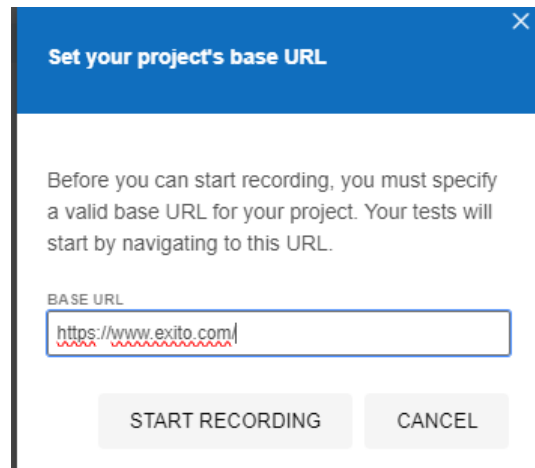 Set your project's base URL
Before you can start recording, you must specify
a valid base URL for your project. Your tests will
start by navigating to this URL.
BASE URL
https://www.exito.com/
START RECORDING CANCEL